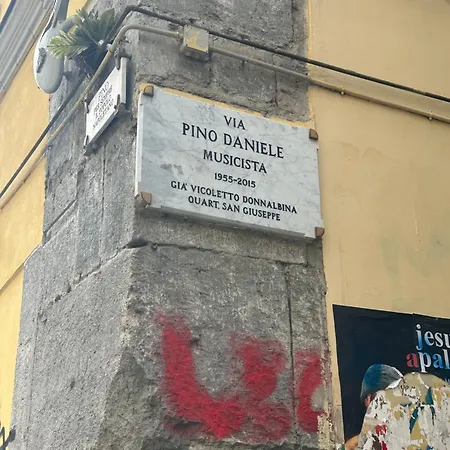 VIA
PINO DANIELE
MUSICISTA
1955-2015
GIÀ VICOLETTO DONNALBINA
QUART. SAN GIUSEPPE
jesu
apal